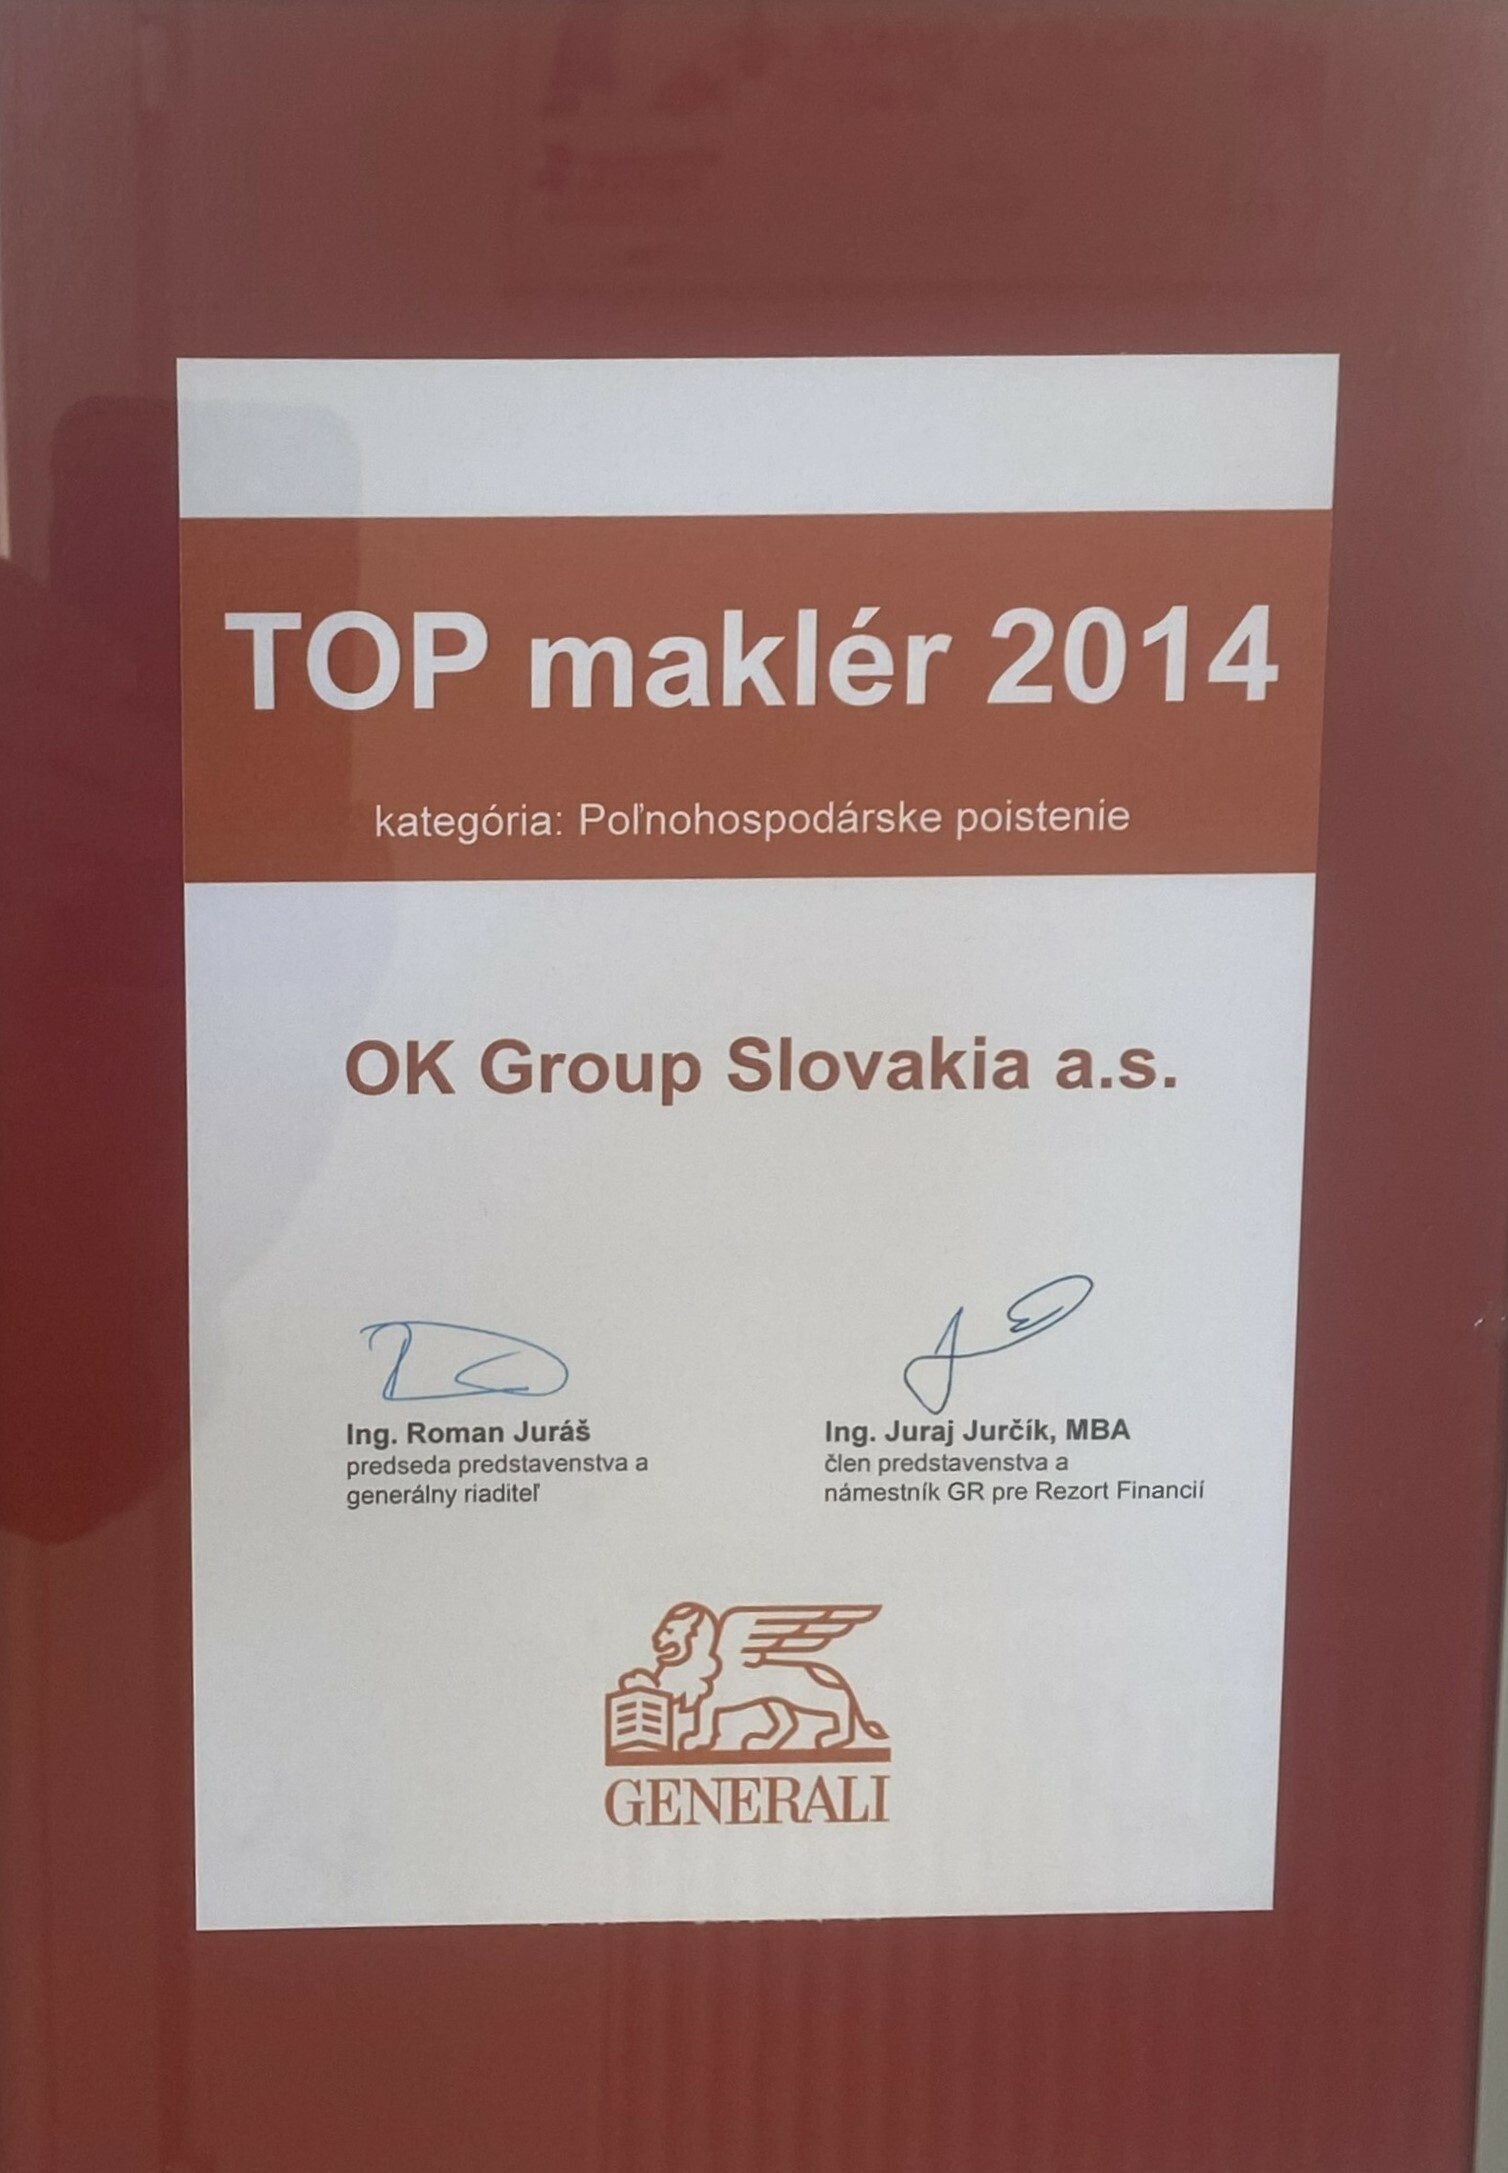 TOP maklér 2014
kategória: Poľnohospodárske poistenie
OK Group Slovakia a.s.
Ing. Roman Juráš
predseda predstavenstva a
generálny riaditeľ
Ing. Juraj Jurčík, MBA
člen predstavenstva a
námestník GR pre Rezort Financií
GENERALI